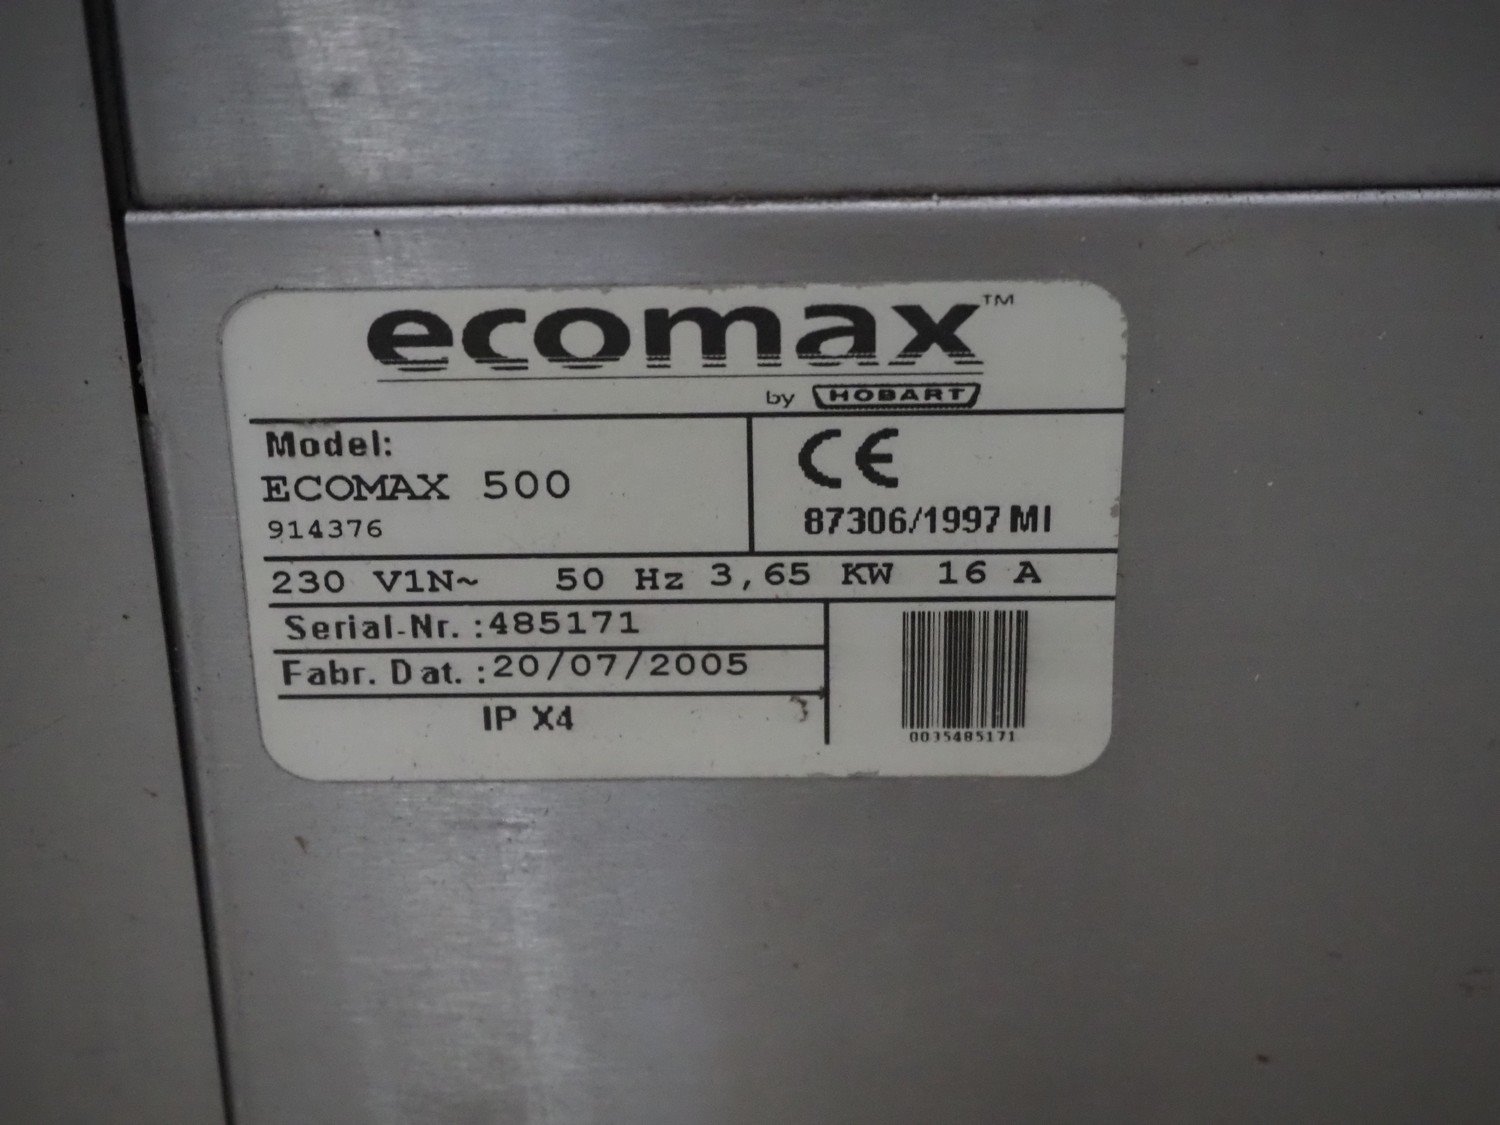 ecomax™
by HOBART
Model:
ECOMAX 500
914376
CE
87306/1997 MI
230 V1N~ 50 Hz 3,65 KW 16 A
Serial-Nr. :485171
Fabr. Dat. :20/07/2005
IP X4
0035485171